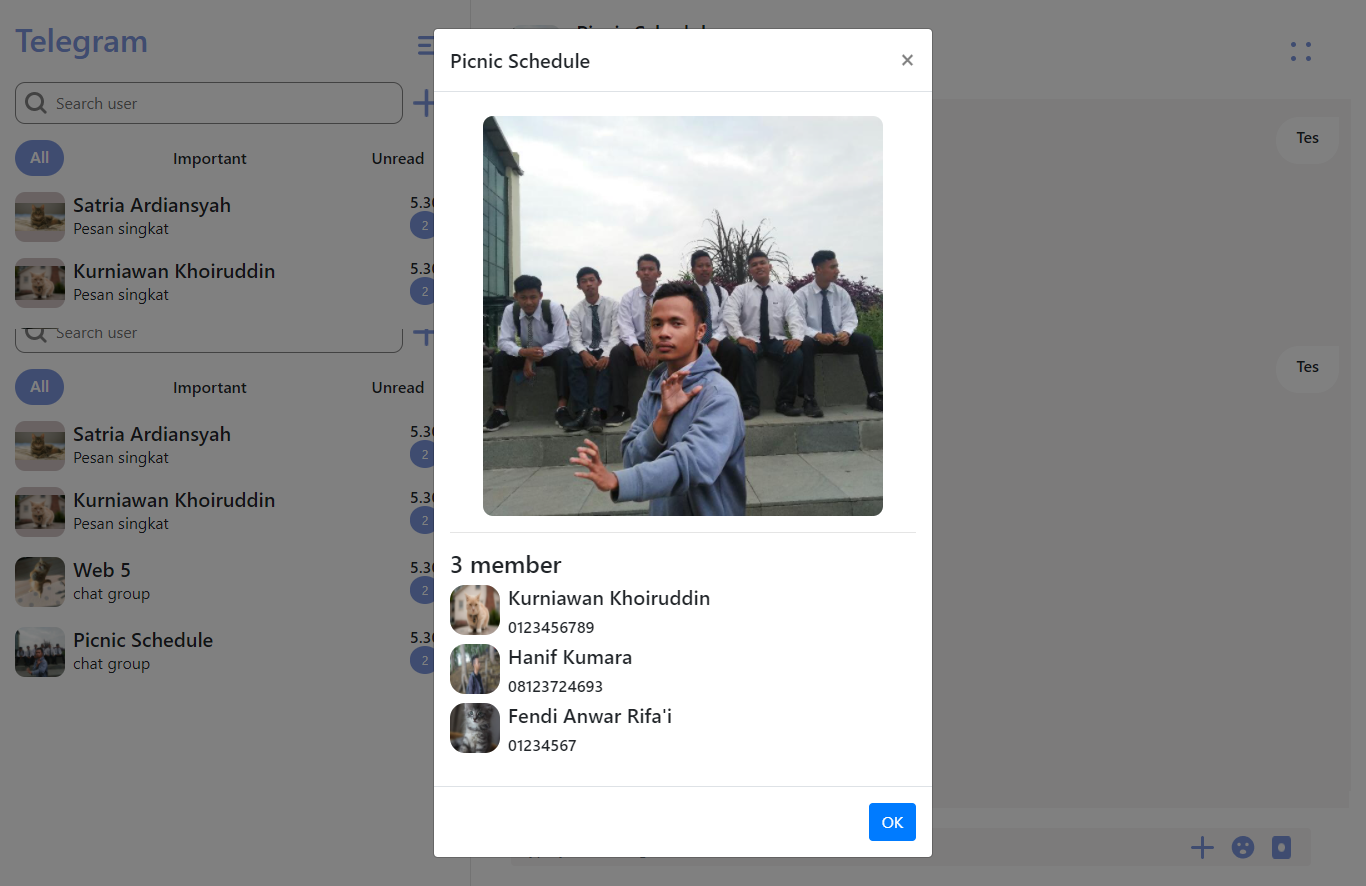 Telegram
Search user
All
Important
Unread
Satria Ardiansyah
5.30
Pesan singkat
2
Kurniawan Khoiruddin
5.30
Pesan singkat
2
Search user
All
Important
Unread
Satria Ardiansyah
5.30
Pesan singkat
2
Kurniawan Khoiruddin
5.30
Pesan singkat
2
Web 5
5.30
chat group
2
Picnic Schedule
5.30
chat group
2
Picnic Schedule
Picnic Schedule
×
3 member
Kurniawan Khoiruddin
0123456789
Hanif Kumara
08123724693
Fendi Anwar Rifa'i
01234567
OK
Tes
Tes